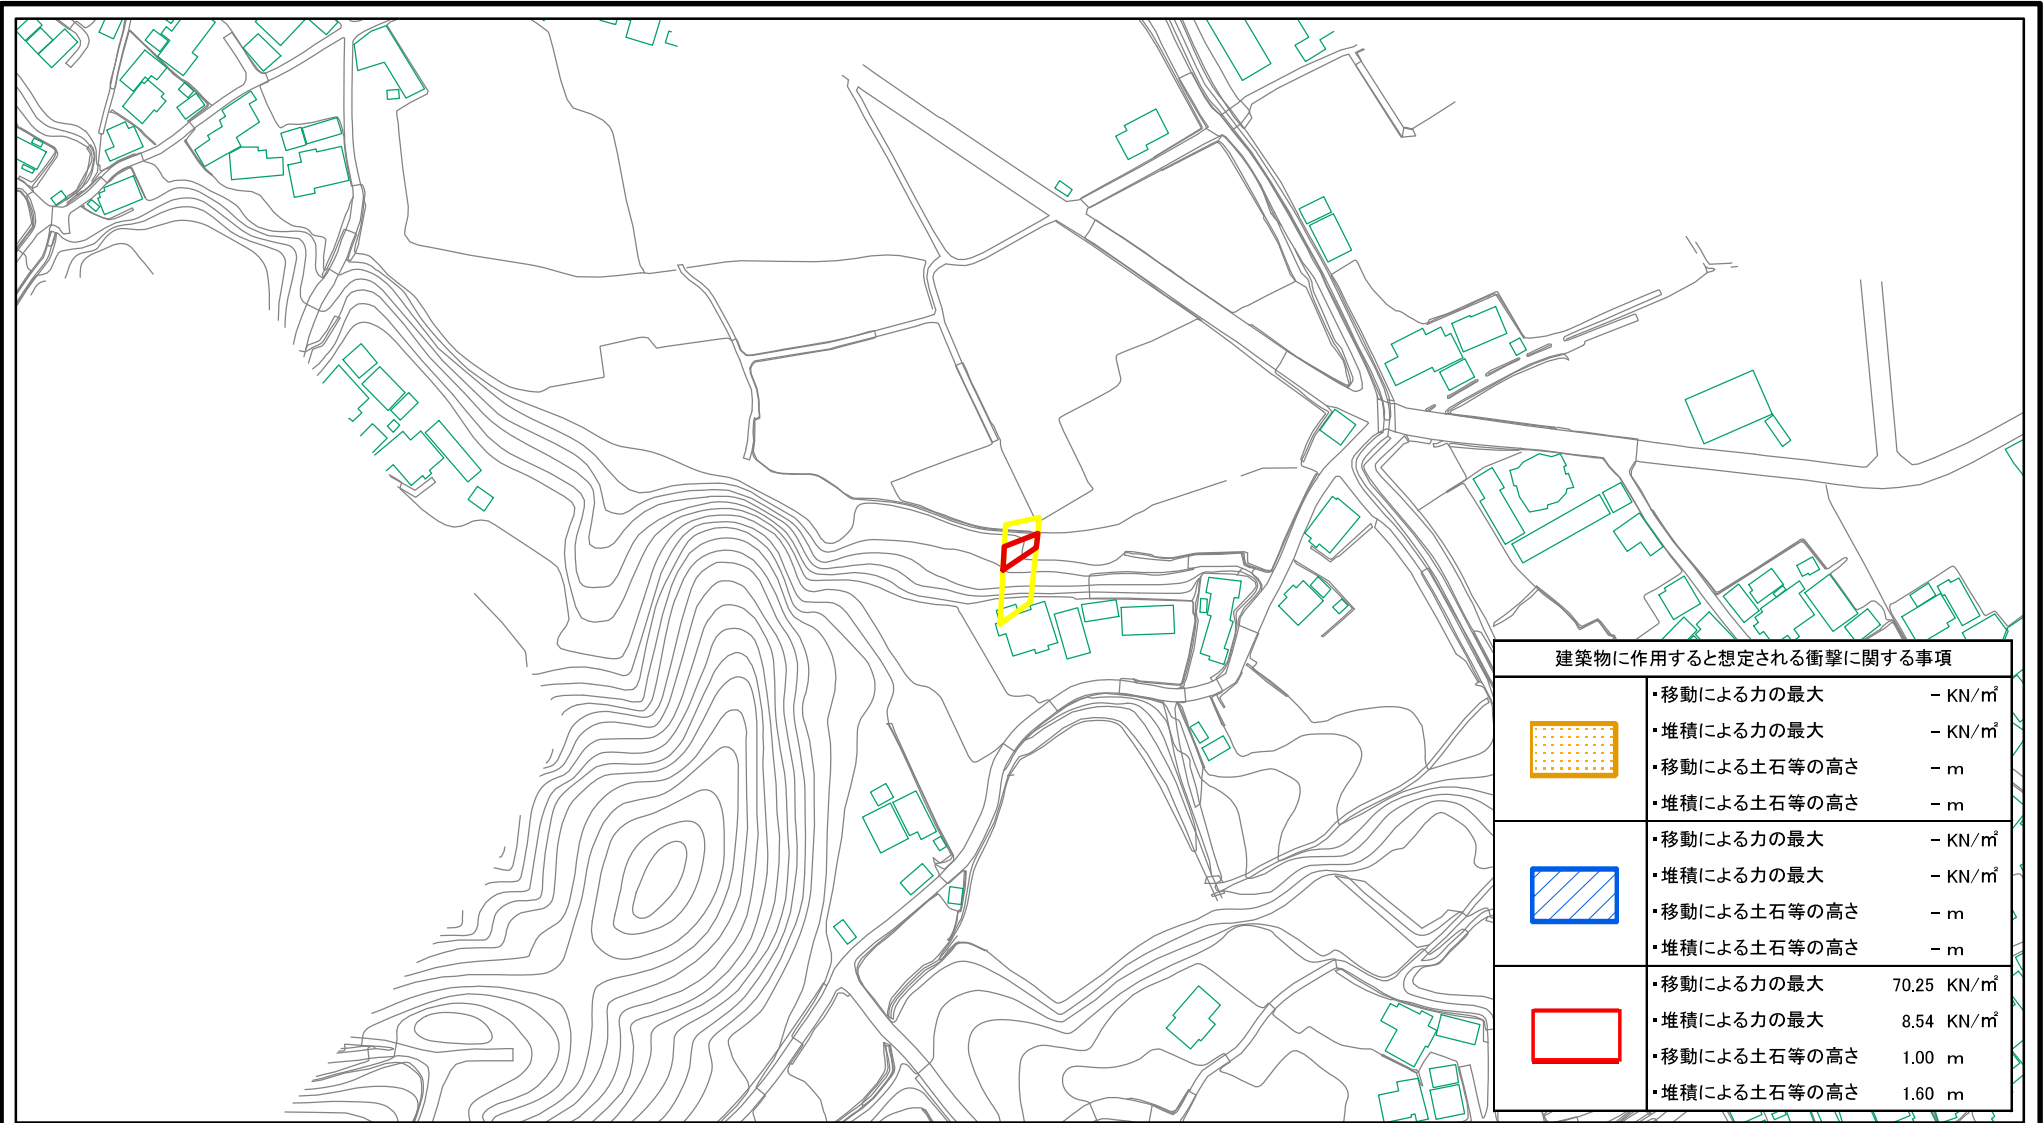 建築物に作用すると想定される衝撃に関する事項
・移動による力の最大 － KN/㎡
・堆積による力の最大 － KN/㎡
・移動による土石等の高さ － m
・堆積による土石等の高さ － m
・移動による力の最大 － KN/㎡
・堆積による力の最大 － KN/㎡
・移動による土石等の高さ － m
・堆積による土石等の高さ － m
・移動による力の最大 70.25 KN/㎡
・堆積による力の最大 8.54 KN/㎡
・移動による土石等の高さ 1.00 m
・堆積による土石等の高さ 1.60 m